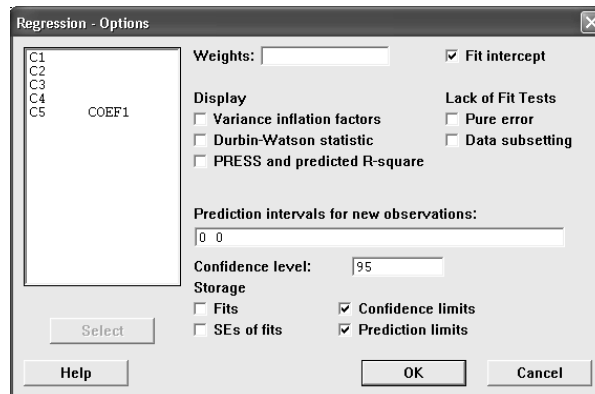 Regression - Options
C1
C2
C3
C4
C5 COEF1
Weights:
Fit intercept
Display
Lack of Fit Tests
Variance inflation factors
Pure error
Durbin-Watson statistic
Data subsetting
PRESS and predicted R-square
Prediction intervals for new observations:
0 0
Confidence level: 95
Storage
Fits
Confidence limits
Select
SEs of fits
Prediction limits
Help
OK
Cancel